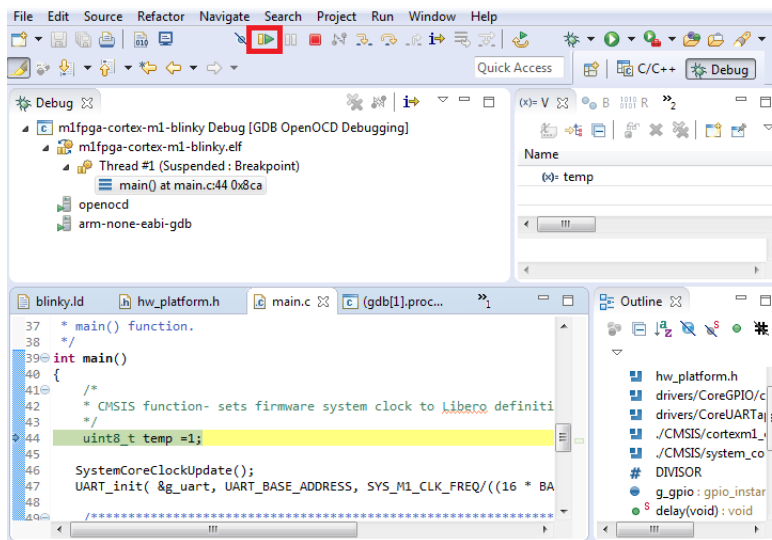 File Edit Source Refactor Navigate Search Project Run Window Help
Quick Access C/C++ Debug
Debug
m1fpga-cortex-m1-blinky Debug [GDB OpenOCD Debugging]
m1fpga-cortex-m1-blinky.elf
Thread #1 (Suspended : Breakpoint)
main() at main.c:44 0x8ca
openocd
arm-none-eabi-gdb
(x)= V B R »2
Name
(x)= temp
blinky.ld hw_platform.h main.c (gdb[1].proc... »1
37 * main() function.
38 */
39 int main()
40 {
41 /*
42 * CMSIS function- sets firmware system clock to Libero definiti
43 */
44 uint8_t temp =1;
45
46 SystemCoreClockUpdate();
47 UART_init( &g_uart, UART_BASE_ADDRESS, SYS_M1_CLK_FREQ/((16 * BA
48
49 /************************************************************
Outline
hw_platform.h
drivers/CoreGPIO/c
drivers/CoreUARTap
./CMSIS/cortexm1_
./CMSIS/system_co
# DIVISOR
g_gpio : gpio_instar
S delay(void) : void